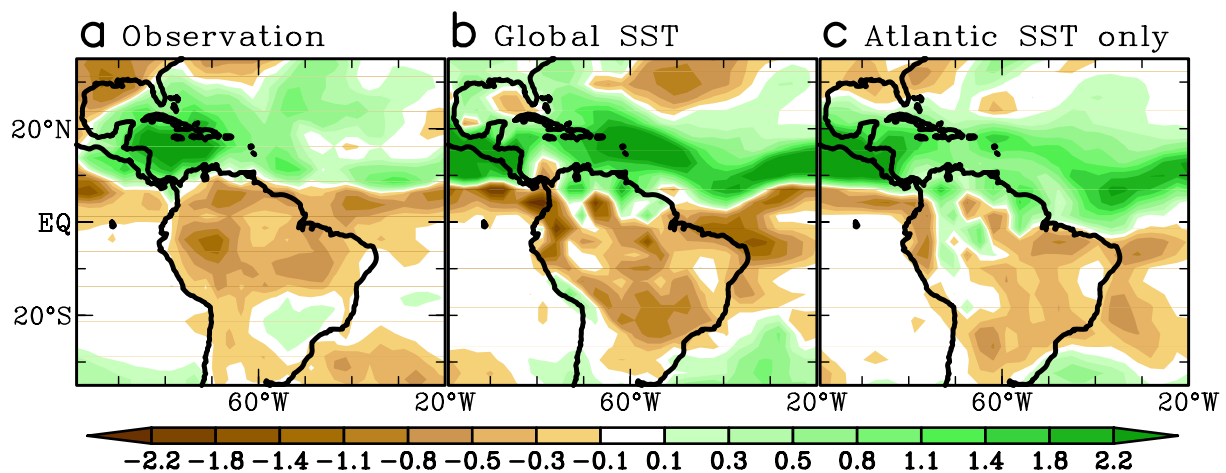 a Observation
b Global SST
c Atlantic SST only
20°N
EQ
20°S
60°W 20°W 60°W 20°W 60°W 20°W
-2.2 -1.8 -1.4 -1.1 -0.8 -0.5 -0.3 -0.1 0.1 0.3 0.5 0.8 1.1 1.4 1.8 2.2